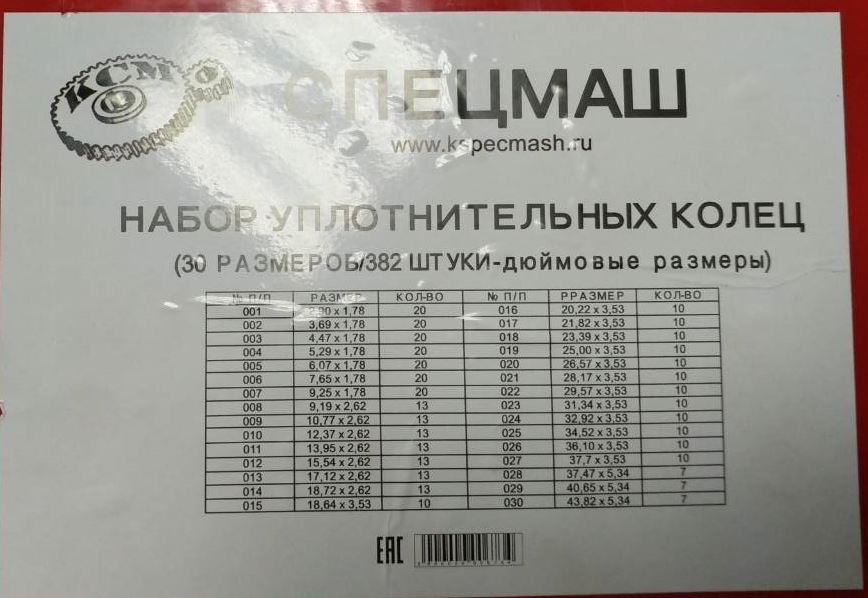 КСМ
СПЕЦМАШ
www.kspecmash.ru
НАБОР УПЛОТНИТЕЛЬНЫХ КОЛЕЦ
(30 РАЗМЕРОБ/382 ШТУКИ-дюймовые размеры)
№ П/П РАЗМЕР КОЛ-ВО № П/П РРАЗМЕР КОЛ-ВО
001 x 1,78 20 016 20,22 x 3,53 10
002 3,69 x 1,78 20 017 21,82 x 3,53 10
003 4,47 x 1,78 20 018 23,39 x 3,53 10
004 5,29 x 1,78 20 019 25,00 x 3,53 10
005 6,07 x 1,78 20 020 26,57 x 3,53 10
006 7,65 x 1,78 20 021 28,17 x 3,53 10
007 9,25 x 1,78 20 022 29,57 x 3,53 10
008 9,19 x 2,62 13 023 31,34 x 3,53 10
009 10,77 x 2,62 13 024 32,92 x 3,53 10
010 12,37 x 2,62 13 025 34,52 x 3,53 10
011 13,95 x 2,62 13 026 36,10 x 3,53 10
012 15,54 x 2,62 13 027 37,7 x 3,53 10
013 17,12 x 2,62 13 028 37,47 x 5,34 7
014 18,72 x 2,62 13 029 40,65 x 5,34 7
015 18,64 x 3,53 10 030 43,82 x 5,34 7
EAC